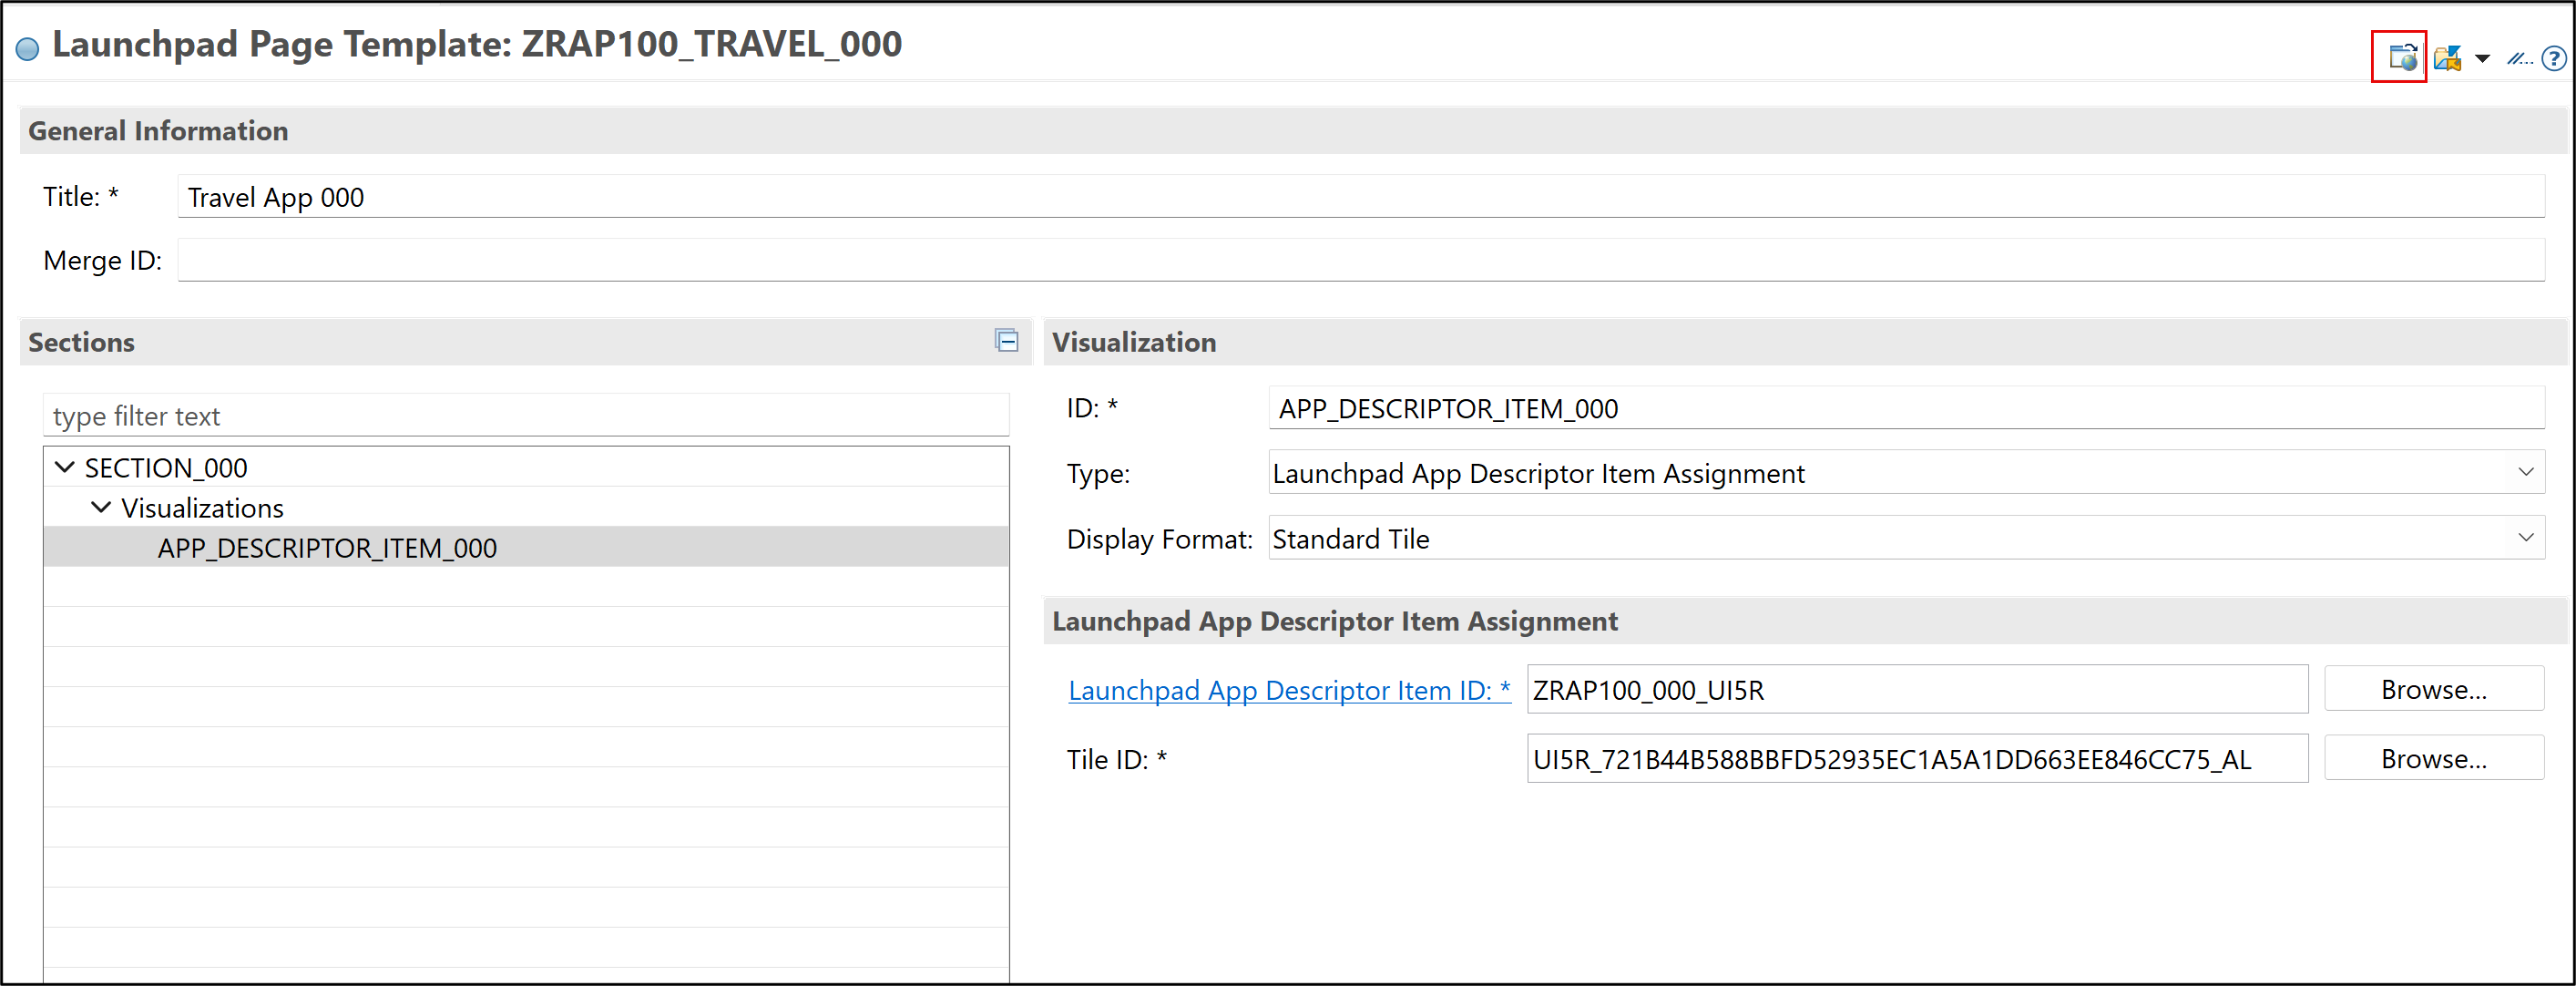 Launchpad Page Template: ZRAP100_TRAVEL_000
General Information
Title: *
Travel App 000
Merge ID:
Sections
type filter text
SECTION_000
Visualizations
APP_DESCRIPTOR_ITEM_000
Visualization
ID: *
APP_DESCRIPTOR_ITEM_000
Type:
Launchpad App Descriptor Item Assignment
Display Format:
Standard Tile
Launchpad App Descriptor Item Assignment
Launchpad App Descriptor Item ID: *
ZRAP100_000_UI5R
Browse...
Tile ID: *
UI5R_721B44B588BBFD52935EC1A5A1DD663EE846CC75_AL
Browse...